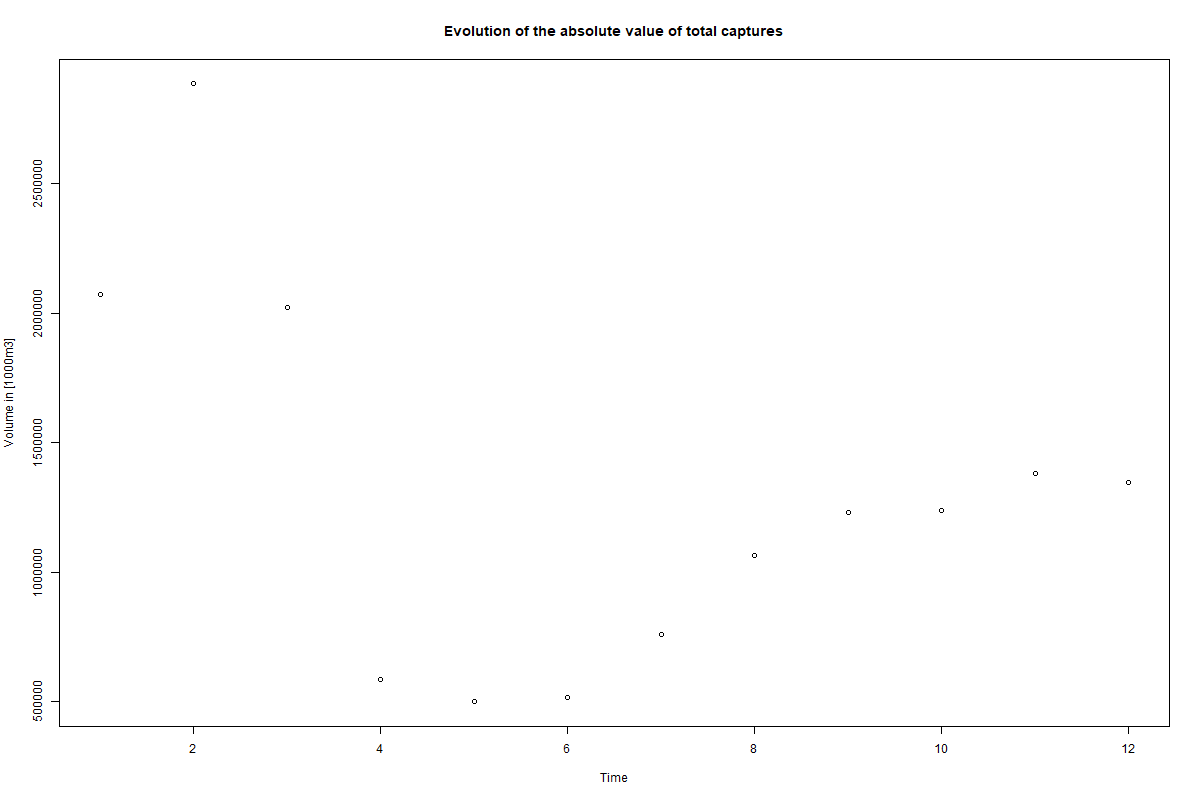 Evolution of the absolute value of total captures
Volume in [1000m3]
2500000
2000000
1500000
1000000
500000
2 4 6 8 10 12
Time